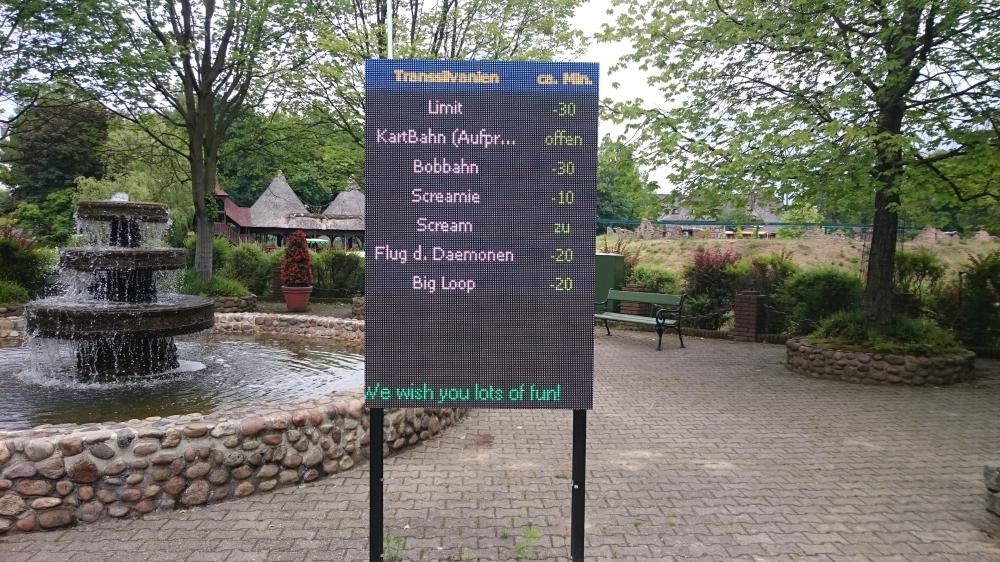 Transsilvanien ca. Min.
Limit -30
KartBahn (Aufpr... offen
Bobbahn -30
Screamie -10
Scream zu
Flug d. Daemonen -20
Big Loop -20
We wish you lots of fun!